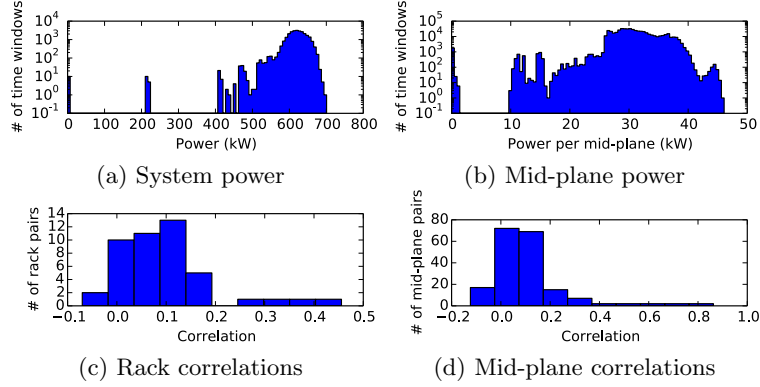 # of time windows
10^4
10^3
10^2
10^1
10^0
10^-1
0 100 200 300 400 500 600 700 800
Power (kW)
(a) System power
# of time windows
10^5
10^4
10^3
10^2
10^1
10^0
10^-1
0 10 20 30 40 50
Power per mid-plane (kW)
(b) Mid-plane power
# of rack pairs
14
12
10
8
6
4
2
0
−0.1 0.0 0.1 0.2 0.3 0.4 0.5
Correlation
(c) Rack correlations
# of mid-plane pairs
80
60
40
20
0
−0.2 0.0 0.2 0.4 0.6 0.8 1.0
Correlation
(d) Mid-plane correlations